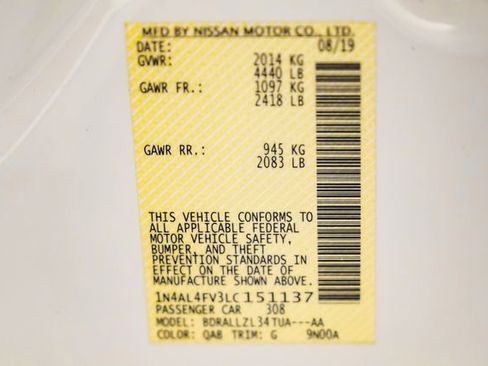 MFD BY NISSAN MOTOR CO., LTD.
DATE: 08/19
GVWR: 2014 KG
4440 LB
GAWR FR.: 1097 KG
2418 LB
GAWR RR.: 945 KG
2083 LB
THIS VEHICLE CONFORMS TO
ALL APPLICABLE FEDERAL
MOTOR VEHICLE SAFETY,
BUMPER, AND THEFT
PREVENTION STANDARDS IN
EFFECT ON THE DATE OF
MANUFACTURE SHOWN ABOVE.
1N4AL4FV3LC151137
PASSENGER CAR 308
MODEL: BDRALLZL34TUA---AA
COLOR: QAB TRIM: G 9N00A